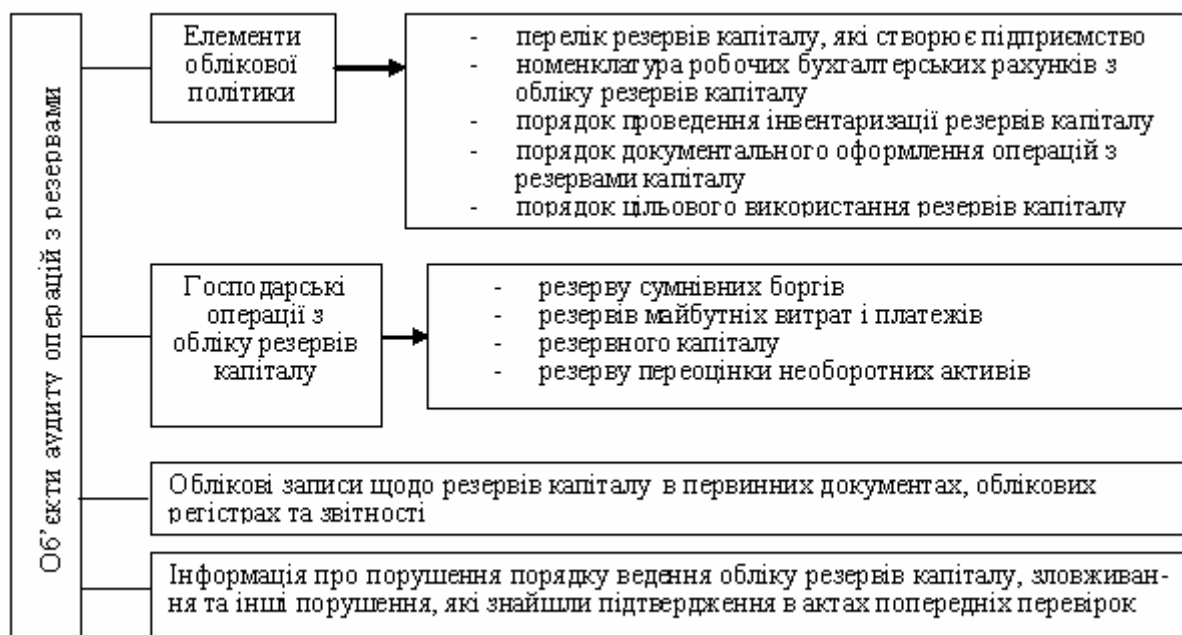 Об’єкти аудиту операцій з резервами
Елементи
облікової
політики
- перелік резервів капіталу, які створює підприємство
- номенклатура робочих бухгалтерських рахунків з
обліку резервів капіталу
- порядок проведення інвентаризації резервів капіталу
- порядок документального оформлення операцій з
резервами капіталу
- порядок цільового використання резервів капіталу
Господарські
операції з
обліку резервів
капіталу
- резерву сумнівних боргів
- резервів майбутніх витрат і платежів
- резервного капіталу
- резерву переоцінки необоротних активів
Облікові записи щодо резервів капіталу в первинних документах, облікових
регістрах та звітності
Інформація про порушення порядку ведення обліку резервів капіталу, зловживан-
ня та інші порушення, які знайшли підтвердження в актах попередніх перевірок